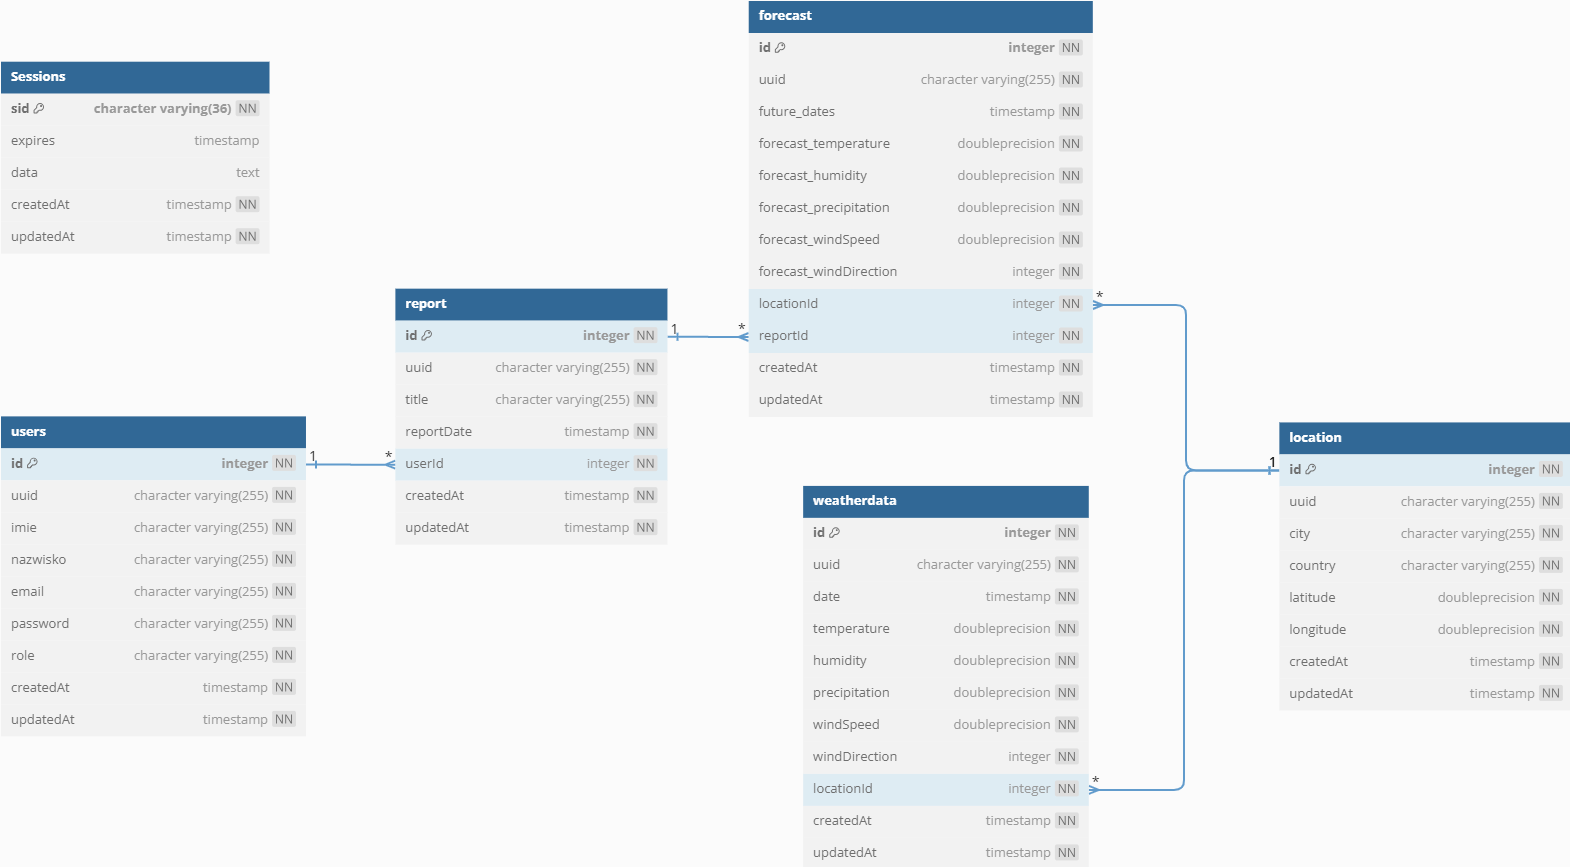 Sessions
sid character varying(36) NN
expires timestamp
data text
createdAt timestamp NN
updatedAt timestamp NN
users
id integer NN
uuid character varying(255) NN
imie character varying(255) NN
nazwisko character varying(255) NN
email character varying(255) NN
password character varying(255) NN
role character varying(255) NN
createdAt timestamp NN
updatedAt timestamp NN
1 *
report
id integer NN
uuid character varying(255) NN
title character varying(255) NN
reportDate timestamp NN
userId integer NN
createdAt timestamp NN
updatedAt timestamp NN
1 *
forecast
id integer NN
uuid character varying(255) NN
future_dates timestamp NN
forecast_temperature doubleprecision NN
forecast_humidity doubleprecision NN
forecast_precipitation doubleprecision NN
forecast_windSpeed doubleprecision NN
forecast_windDirection integer NN
locationId integer NN
reportId integer NN
createdAt timestamp NN
updatedAt timestamp NN
*
weatherdata
id integer NN
uuid character varying(255) NN
date timestamp NN
temperature doubleprecision NN
humidity doubleprecision NN
precipitation doubleprecision NN
windSpeed doubleprecision NN
windDirection integer NN
locationId integer NN
createdAt timestamp NN
updatedAt timestamp NN
*
1
location
id integer NN
uuid character varying(255) NN
city character varying(255) NN
country character varying(255) NN
latitude doubleprecision NN
longitude doubleprecision NN
createdAt timestamp NN
updatedAt timestamp NN